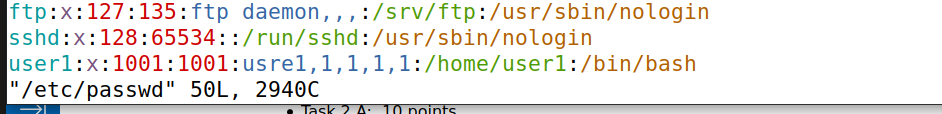 ftp:x:127:135:ftp daemon,,,:/srv/ftp:/usr/sbin/nologin
sshd:x:128:65534::/run/sshd:/usr/sbin/nologin
user1:x:1001:1001:usre1,1,1,1,1:/home/user1:/bin/bash
"/etc/passwd" 50L, 2940C
• Task 2.A: 10 points